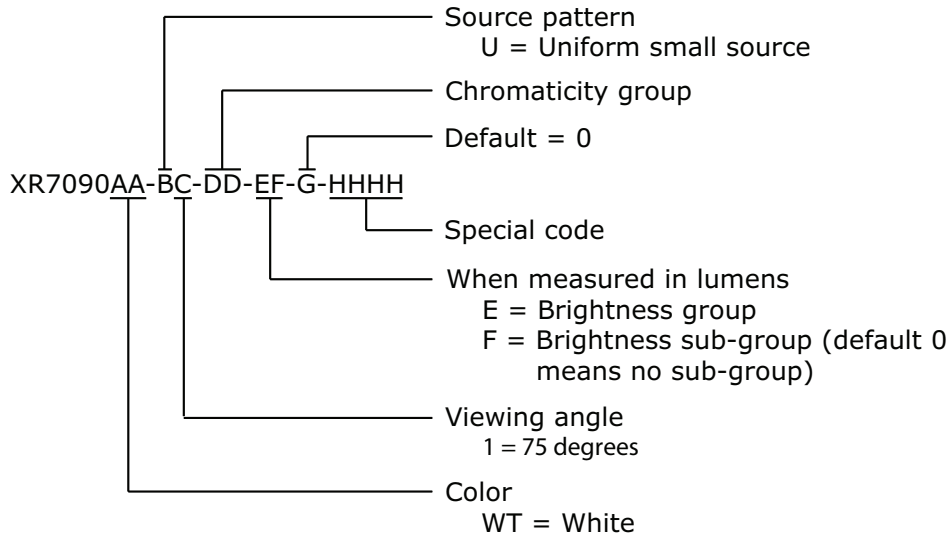 Source pattern
U = Uniform small source
Chromaticity group
Default = 0
XR7090AA-BC-DD-EF-G-HHHH
Special code
When measured in lumens
E = Brightness group
F = Brightness sub-group (default 0
means no sub-group)
Viewing angle
1 = 75 degrees
Color
WT = White